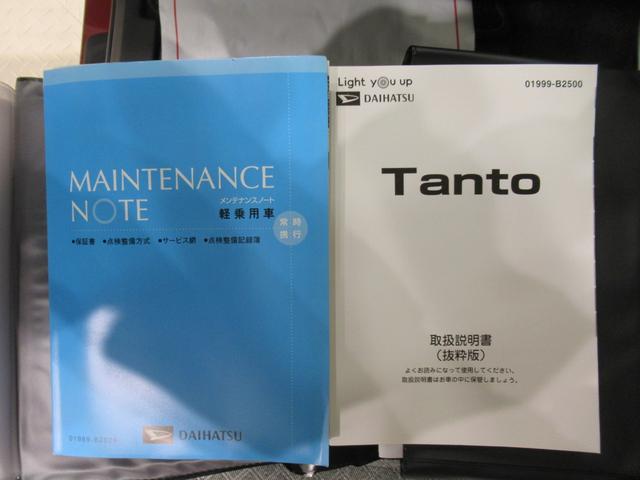 MAINTENANCE
NOTE
メンテナンスノート
軽乗用車
常時
携行
●保証書 ●点検整備方式 ●サービス網 ●点検整備記録簿
DAIHATSU
Light you up
DAIHATSU
01999-B2500
Tanto
取扱説明書
(抜粋版)
よくお読みになって使用してください。
取扱説明書はお車の中に保管しましょう。